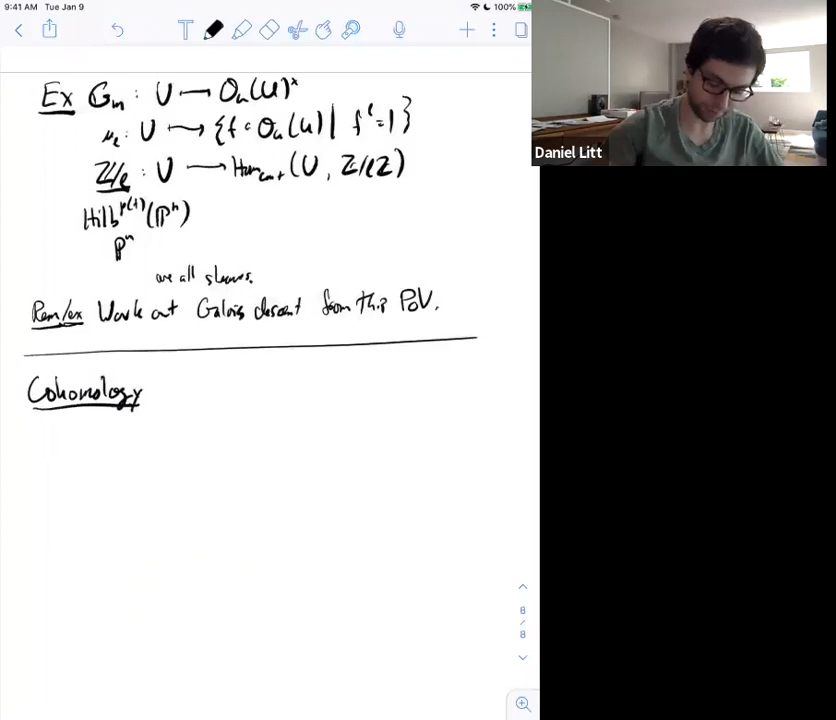 9:41 AM Tue Jan 9
100%
Ex G_m : U ⟼ O_u(U)^x
μ_ℓ : U ⟼ {f ∈ O_u(U) | f^ℓ = 1}
Z/ℓ : U ⟶ Hom_cont(U, Z/ℓZ)
Hilb^p(t)(P^n)
P^n
are all sheaves.
Rem/ex Work out Galois descent from this PoV.
Cohomology
8
/
8
Daniel Litt